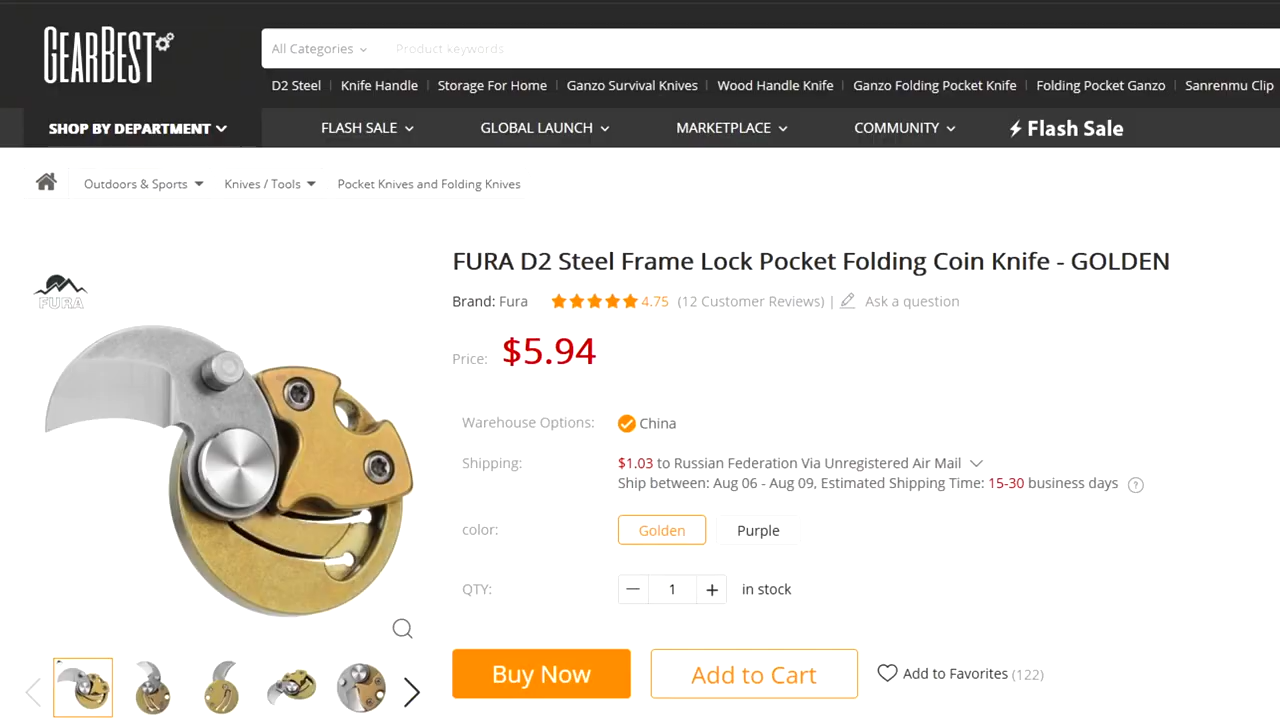 GEARBEST
All Categories
Product keywords
D2 Steel
Knife Handle
Storage For Home
Ganzo Survival Knives
Wood Handle Knife
Ganzo Folding Pocket Knife
Folding Pocket Ganzo
Sanrenmu Clip
SHOP BY DEPARTMENT
FLASH SALE
GLOBAL LAUNCH
MARKETPLACE
COMMUNITY
Flash Sale
Outdoors & Sports
Knives / Tools
Pocket Knives and Folding Knives
FURA D2 Steel Frame Lock Pocket Folding Coin Knife - GOLDEN
Brand: Fura
4.75 (12 Customer Reviews) | Ask a question
FURA
Price: $5.94
Warehouse Options: China
Shipping: $1.03 to Russian Federation Via Unregistered Air Mail
Ship between: Aug 06 - Aug 09, Estimated Shipping Time: 15-30 business days ?
color: Golden Purple
QTY: 1 in stock
Buy Now
Add to Cart
Add to Favorites (122)